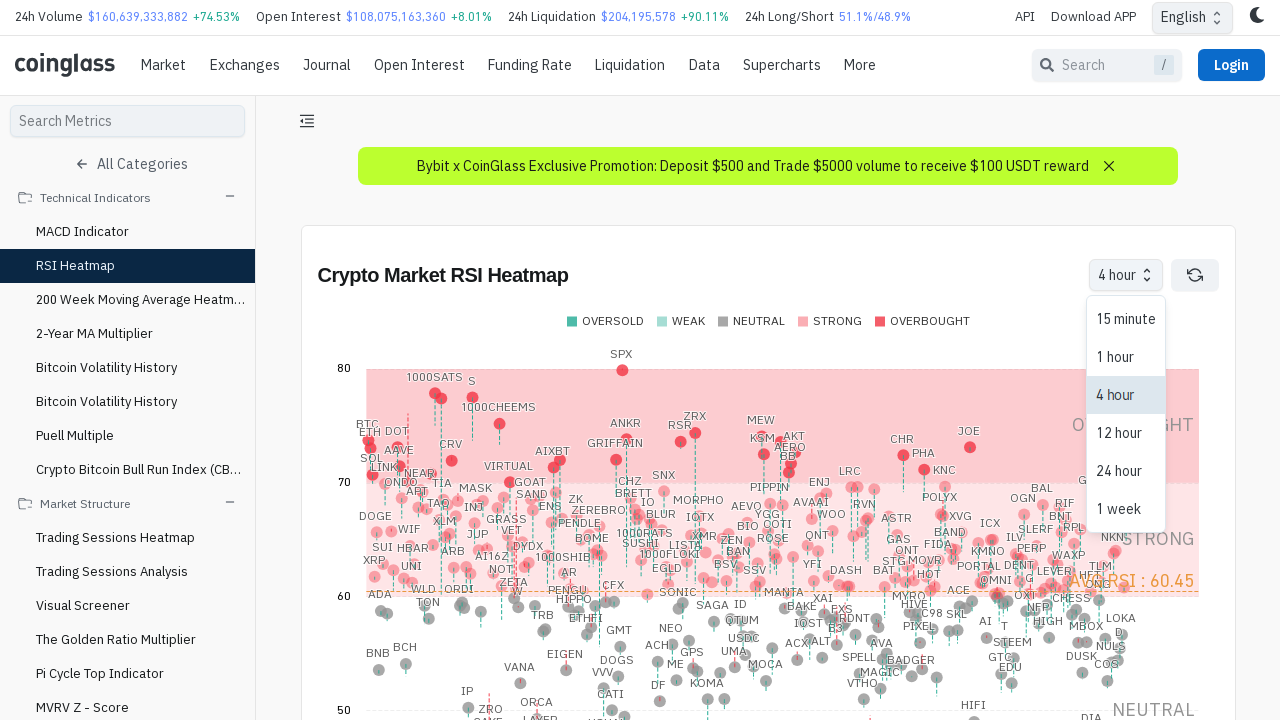 24h Volume $160,639,333,882 +74.53% Open Interest $108,075,163,360 +8.01% 24h Liquidation $204,195,578 +90.11% 24h Long/Short 51.1%/48.9% API Download APP English
coinglass Market Exchanges Journal Open Interest Funding Rate Liquidation Data Supercharts More Search / Login
Search Metrics
All Categories
Technical Indicators
MACD Indicator
RSI Heatmap
200 Week Moving Average Heatm...
2-Year MA Multiplier
Bitcoin Volatility History
Bitcoin Volatility History
Puell Multiple
Crypto Bitcoin Bull Run Index (CB...
Market Structure
Trading Sessions Heatmap
Trading Sessions Analysis
Visual Screener
The Golden Ratio Multiplier
Pi Cycle Top Indicator
MVRV Z - Score
Bybit x CoinGlass Exclusive Promotion: Deposit $500 and Trade $5000 volume to receive $100 USDT reward
Crypto Market RSI Heatmap
4 hour
15 minute
1 hour
4 hour
12 hour
24 hour
1 week
OVERSOLD WEAK NEUTRAL STRONG OVERBOUGHT
SPX
80
1000SATS S
1000CHEEMS
BTC ETH DOT ANKR RSR ZRX MEW JOE
SOL AAVE CRV AIXBT GRIFFAIN KSM AKT AERO BB CHR PHA
LINK NEAR VIRTUAL GOAT SNX LRC KNC
70
ONDO APT TIA MASK SAND CHZ BRETT PIPPIN ENJ POLYX OGN BAL
DOGE TAO INJ ENS ZK ZEREBRO IO MORPHO AEVO AVAAI RVN XVG RIF
WIF XLM GRASS VET PENDLE BLUR IOTX YGG COTI WOO ASTR BAND ICX SLERF BNT RPL
SUI HBAR JUP DYDX BOME 1000RATS SUSHI XMR BIO ROSE QNT GAS FIDA ILV NKN
XRP UNI ARB AI16Z 1000SHIB LISTA ZEN BAN YFI ONT KMNO PERP WAXP
NOT AR 1000FLOKI EGLD BSV SSV DASH BAT STG MOVR HOT PORTAL DENT LEVER TLM
ADA WLD ORDI ZETA W PENGU CFX SONIC MANTA ACE OMNI G
AVG RSI : 60.45
60
TON HIPPO SAGA ID BAKE XAI MYRO HIVE OXT CHESS
TRB ETHFI QTUM IOST RDNT C98 SKL NFP HIGH LOKA
BNB BCH GMT NEO USDC B3 PIXEL AI T MBOX D
EIGEN ACH GPS UMA ACX ALT AVA STEEM NULS
VANA DOGS ME MOCA SPELL BADGER GTC DUSK COS
IP VVV DF KOMA MAGIC VTHO EDU
ZRO ORCA CATI HIFI
50
LAYER DIA
STRONG
NEUTRAL